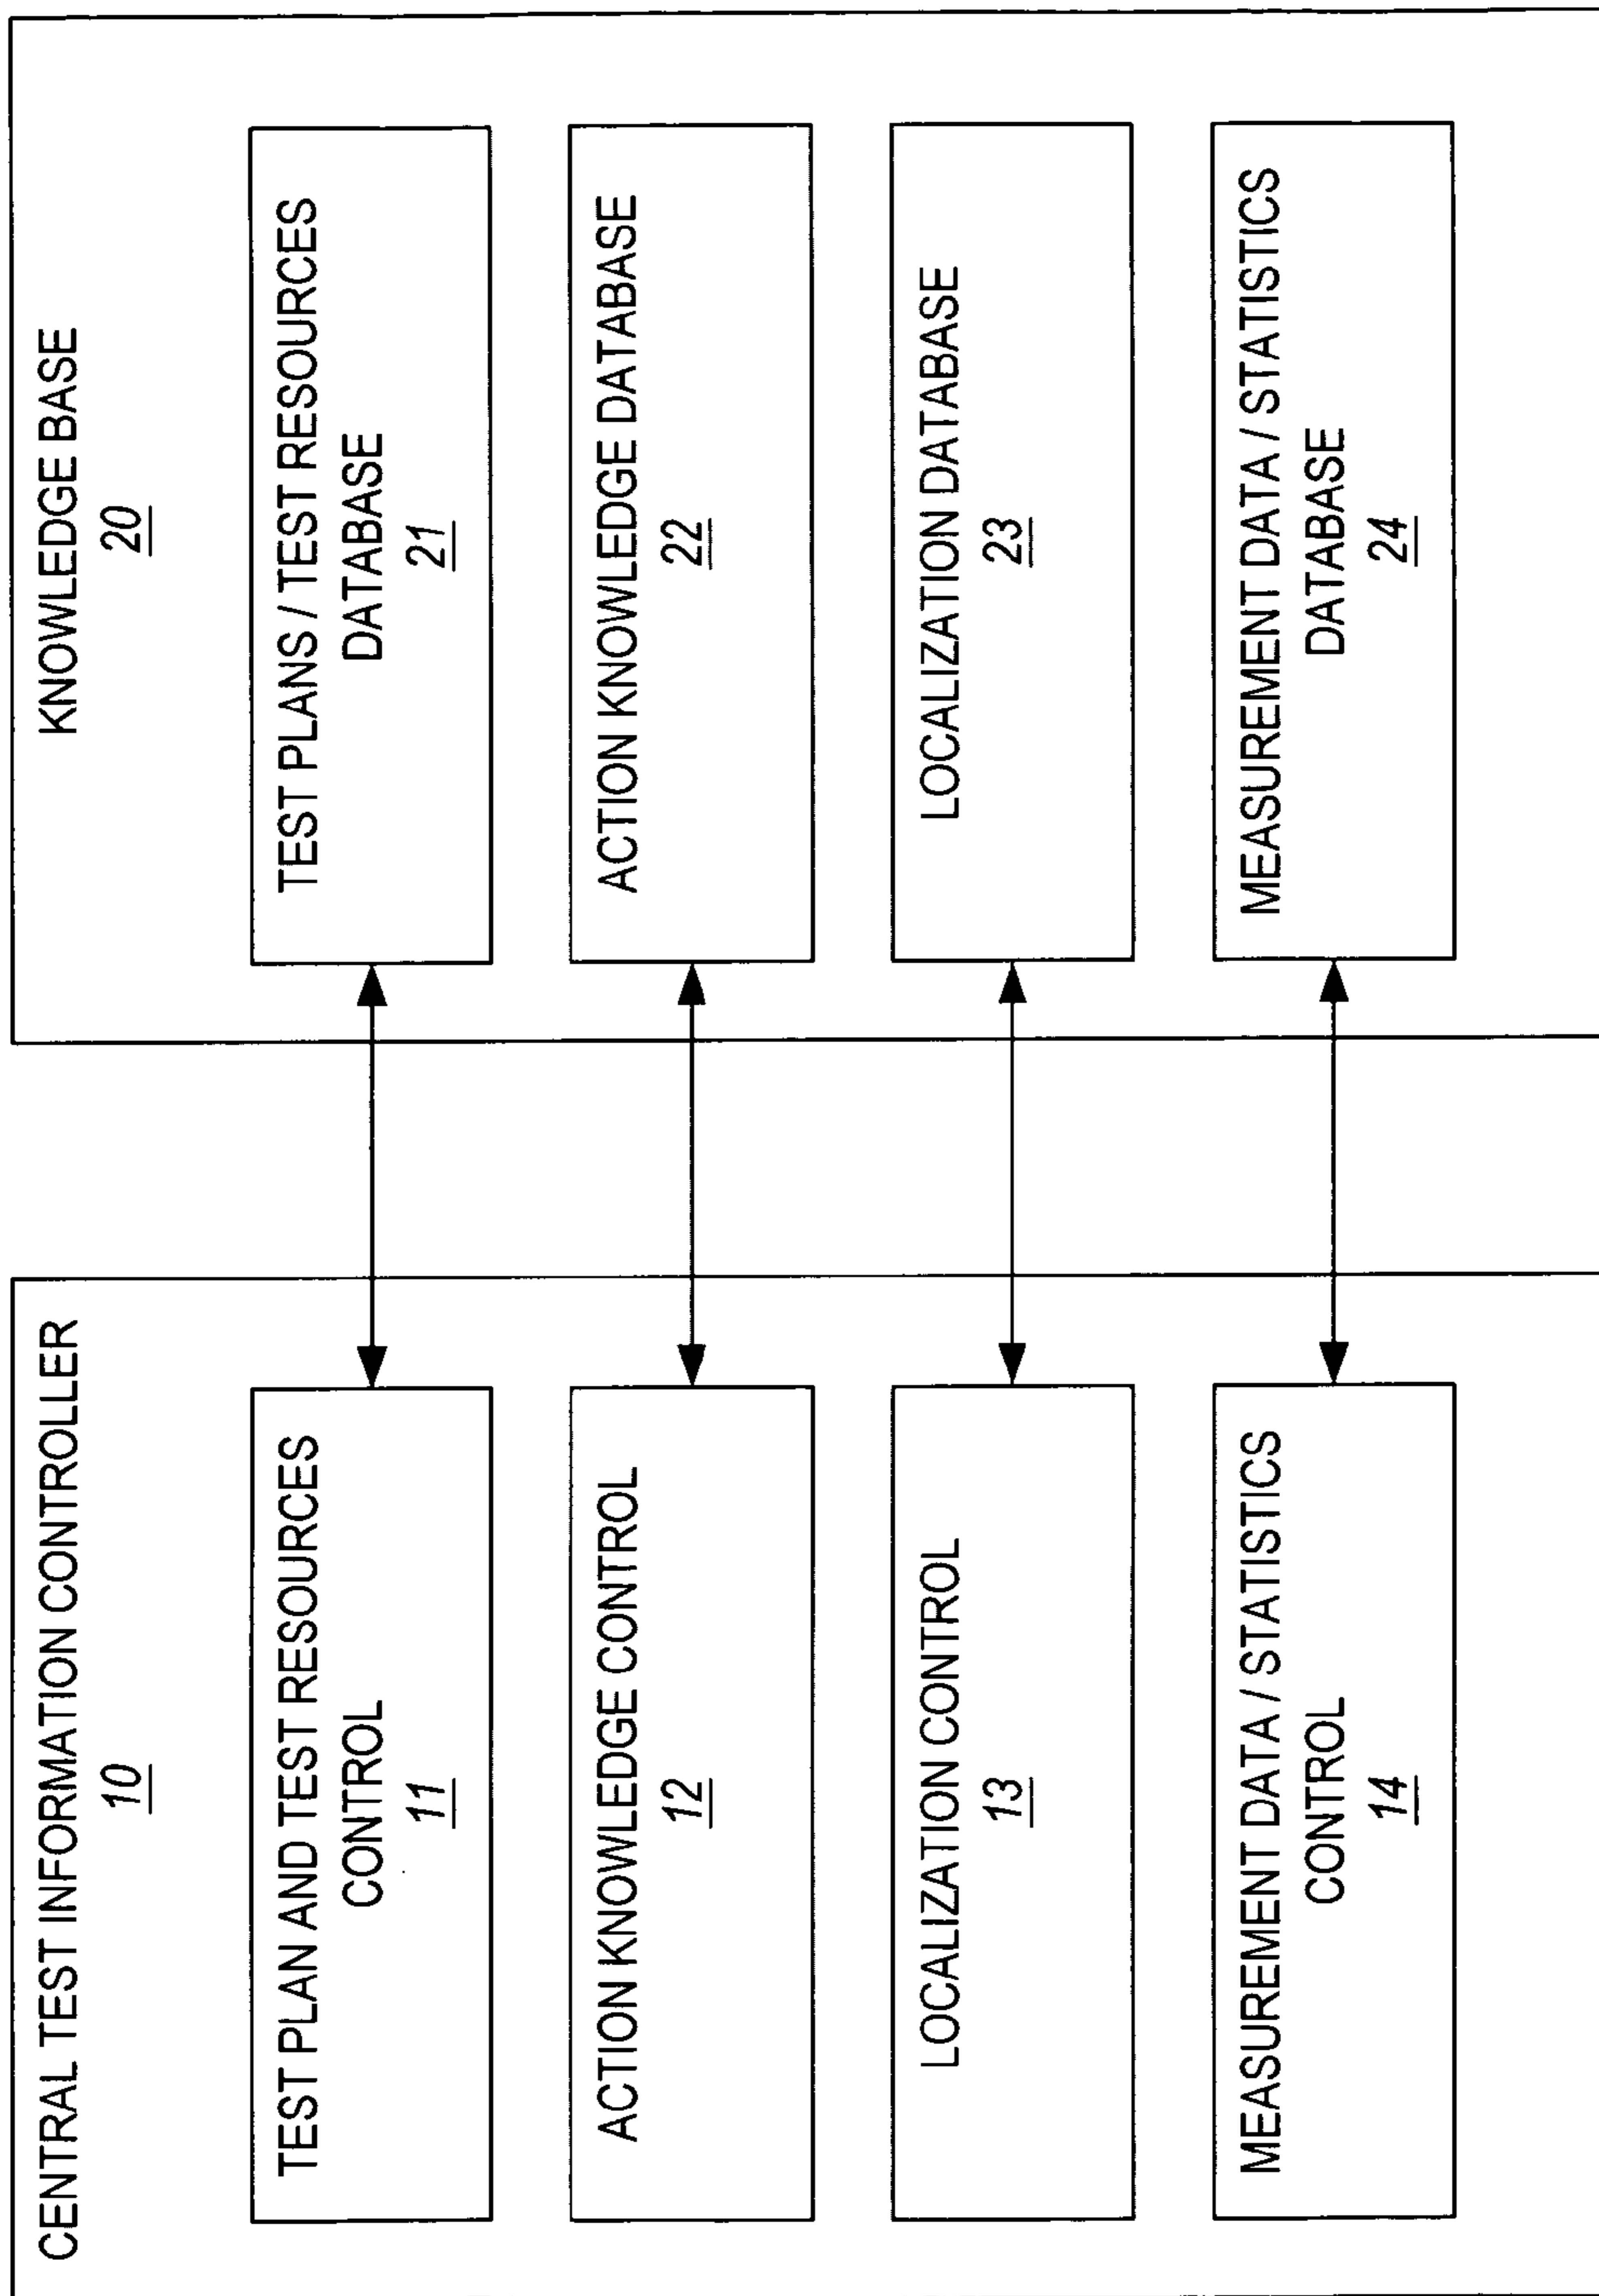 CENTRAL TEST INFORMATION CONTROLLER
10
TEST PLAN AND TEST RESOURCES
CONTROL
11
ACTION KNOWLEDGE CONTROL
12
LOCALIZATION CONTROL
13
MEASUREMENT DATA / STATISTICS
CONTROL
14
KNOWLEDGE BASE
20
TEST PLANS / TEST RESOURCES
DATABASE
21
ACTION KNOWLEDGE DATABASE
22
LOCALIZATION DATABASE
23
MEASUREMENT DATA / STATISTICS
DATABASE
24